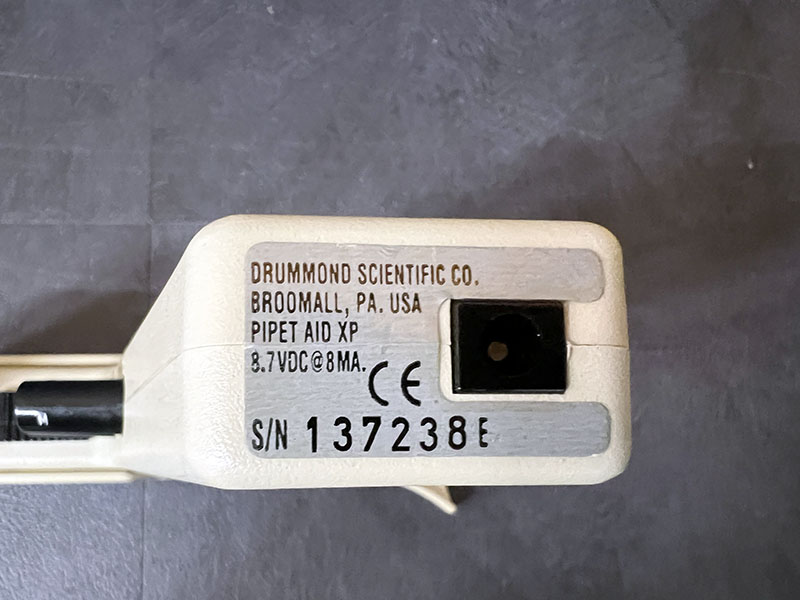 DRUMMOND SCIENTIFIC CO.
BROOMALL, PA. USA
PIPET AID XP
8.7VDC@8MA.
CE
S/N 137238 E